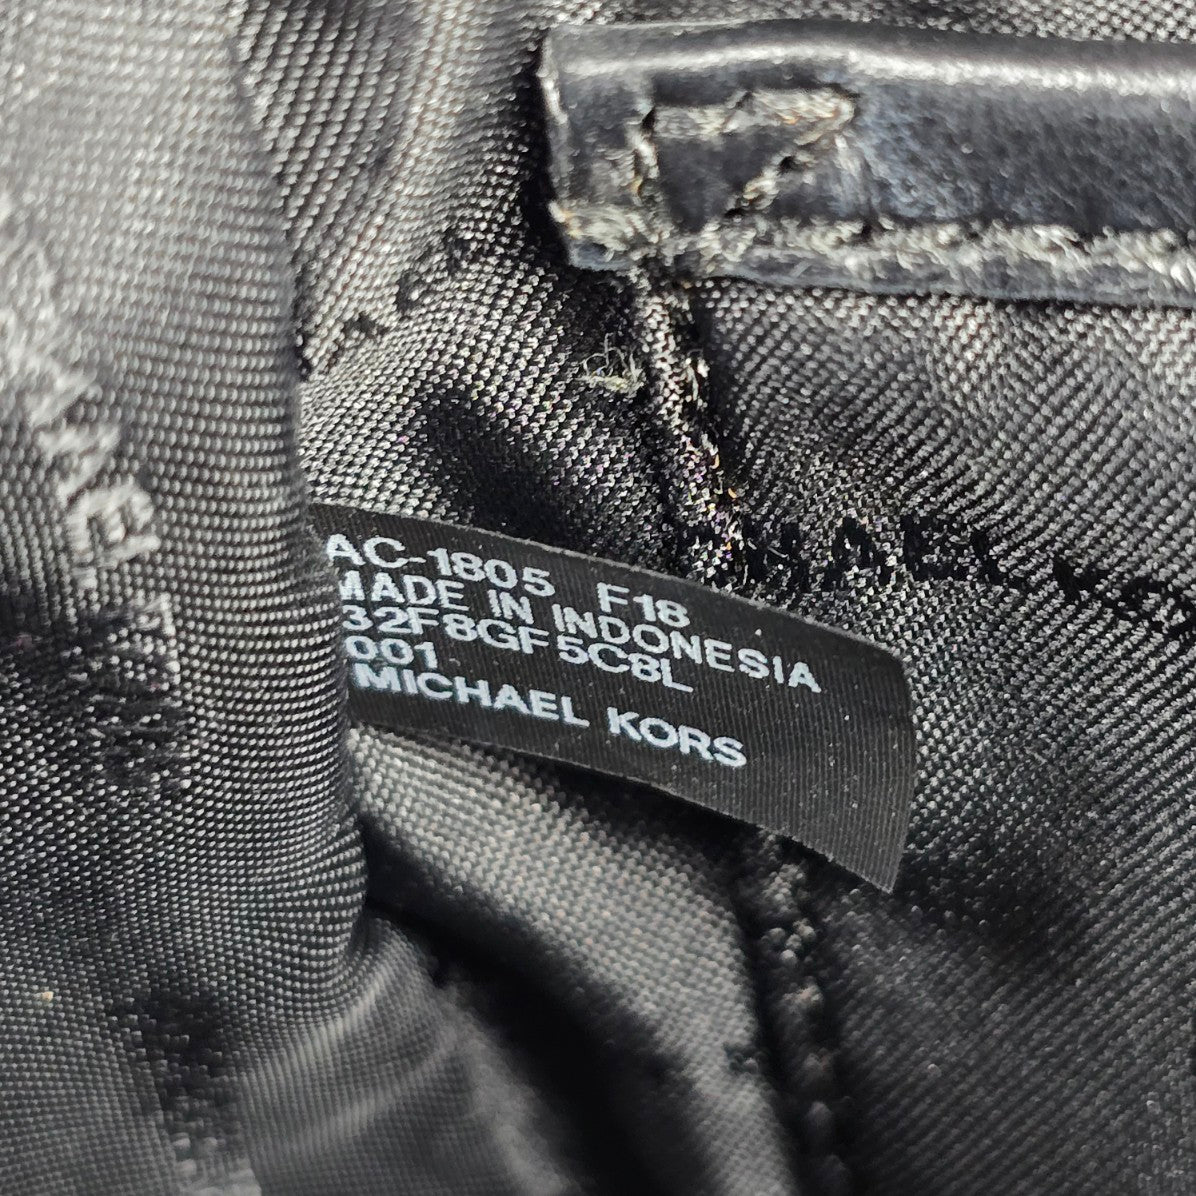 AC-1805 F18
MADE IN INDONESIA
32F8GF5C8L
001
MICHAEL KORS